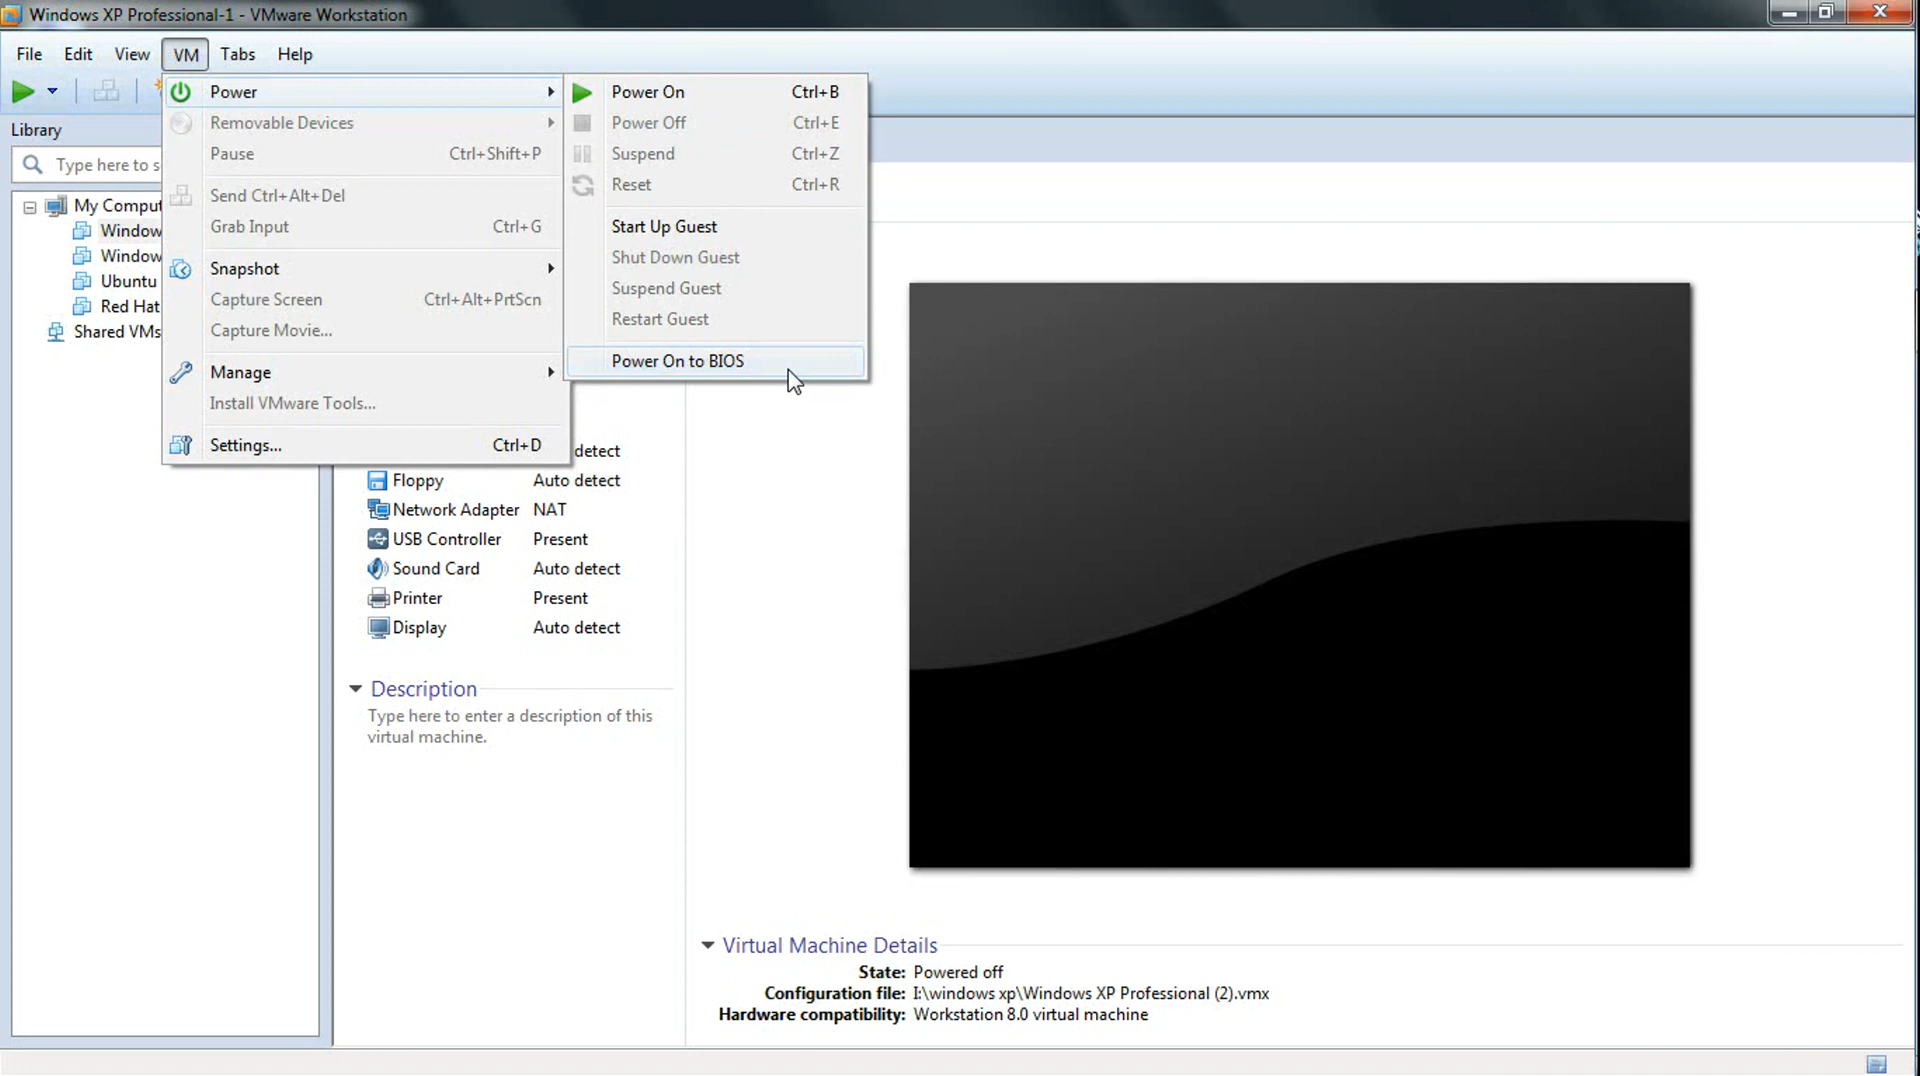 Windows XP Professional-1 - VMware Workstation
File Edit View VM Tabs Help
Library
Type here to s
My Comput
Window
Window
Ubuntu
Red Hat
Shared VMs
Power
Removable Devices
Pause Ctrl+Shift+P
Send Ctrl+Alt+Del
Grab Input Ctrl+G
Snapshot
Capture Screen Ctrl+Alt+PrtScn
Capture Movie...
Manage
Install VMware Tools...
Settings... Ctrl+D
Power On Ctrl+B
Power Off Ctrl+E
Suspend Ctrl+Z
Reset Ctrl+R
Start Up Guest
Shut Down Guest
Suspend Guest
Restart Guest
Power On to BIOS
detect
Floppy Auto detect
Network Adapter NAT
USB Controller Present
Sound Card Auto detect
Printer Present
Display Auto detect
Description
Type here to enter a description of this
virtual machine.
Virtual Machine Details
State: Powered off
Configuration file: I:\windows xp\Windows XP Professional (2).vmx
Hardware compatibility: Workstation 8.0 virtual machine